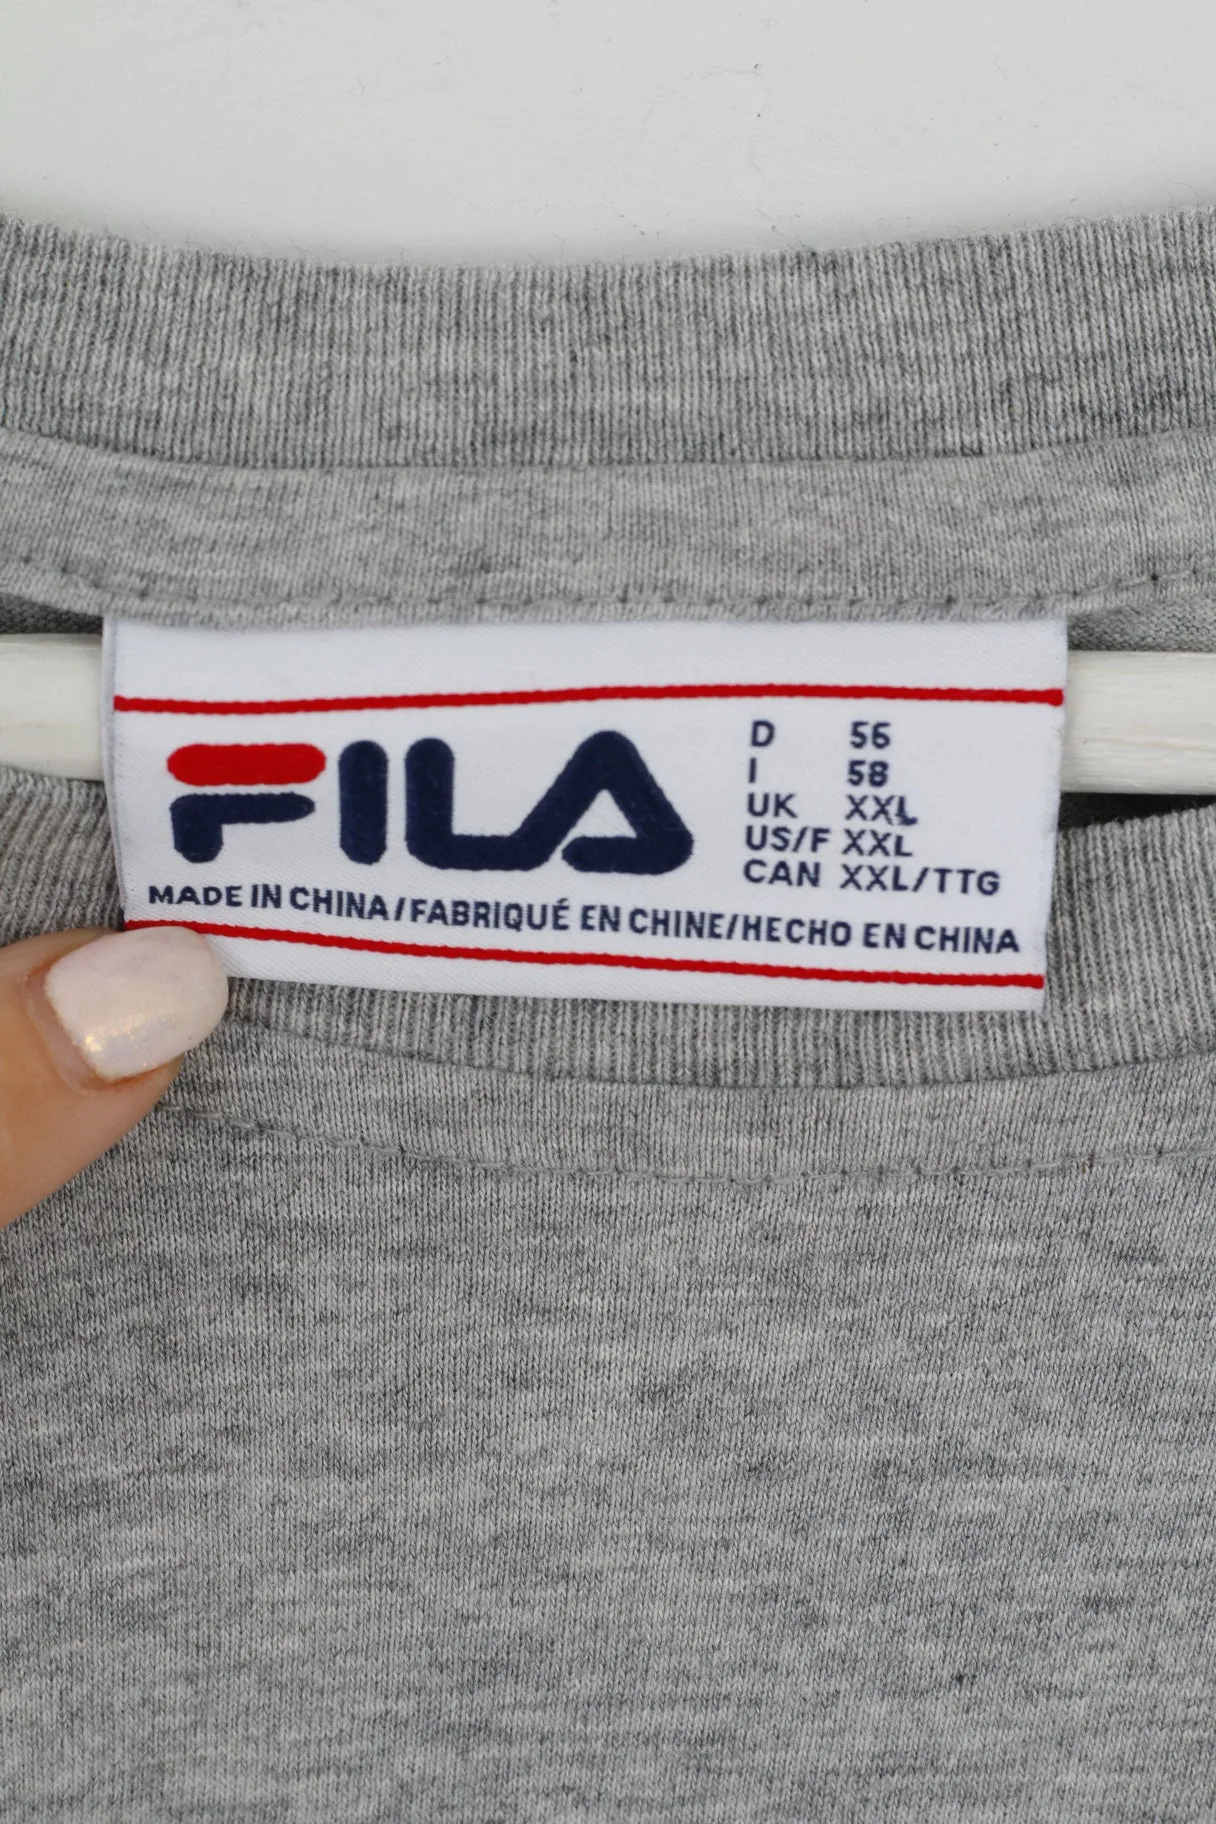 FILA
D 56
I 58
UK XXL
US/F XXL
CAN XXL/TTG
MADE IN CHINA/FABRIQUÉ EN CHINE/HECHO EN CHINA